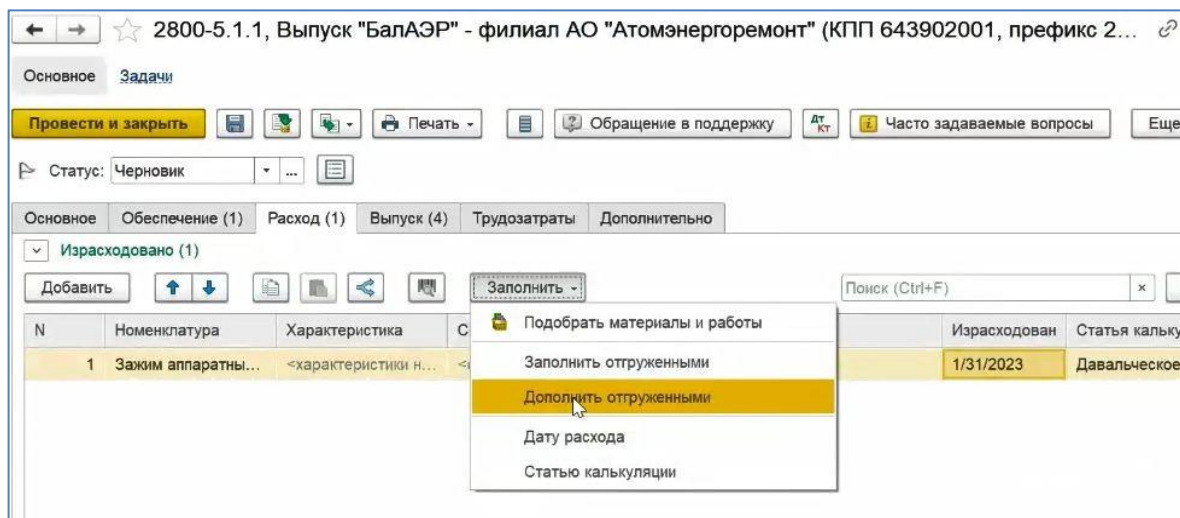 2800-5.1.1, Выпуск "БалАЭР" - филиал АО "Атомэнергоремонт" (КПП 643902001, префикс 2...
Основное Задачи
Провести и закрыть Печать Обращение в поддержку Дт Кт Часто задаваемые вопросы Еще
Статус: Черновик ...
Основное Обеспечение (1) Расход (1) Выпуск (4) Трудозатраты Дополнительно
Израсходовано (1)
Добавить Заполнить Поиск (Ctrl+F) ×
N Номенклатура Характеристика С Израсходован Статья кальку
Подобрать материалы и работы
1 Зажим аппаратны... <характеристики н... 1/31/2023 Давальческое
Заполнить отгруженными
Дополнить отгруженными
Дату расхода
Статью калькуляции